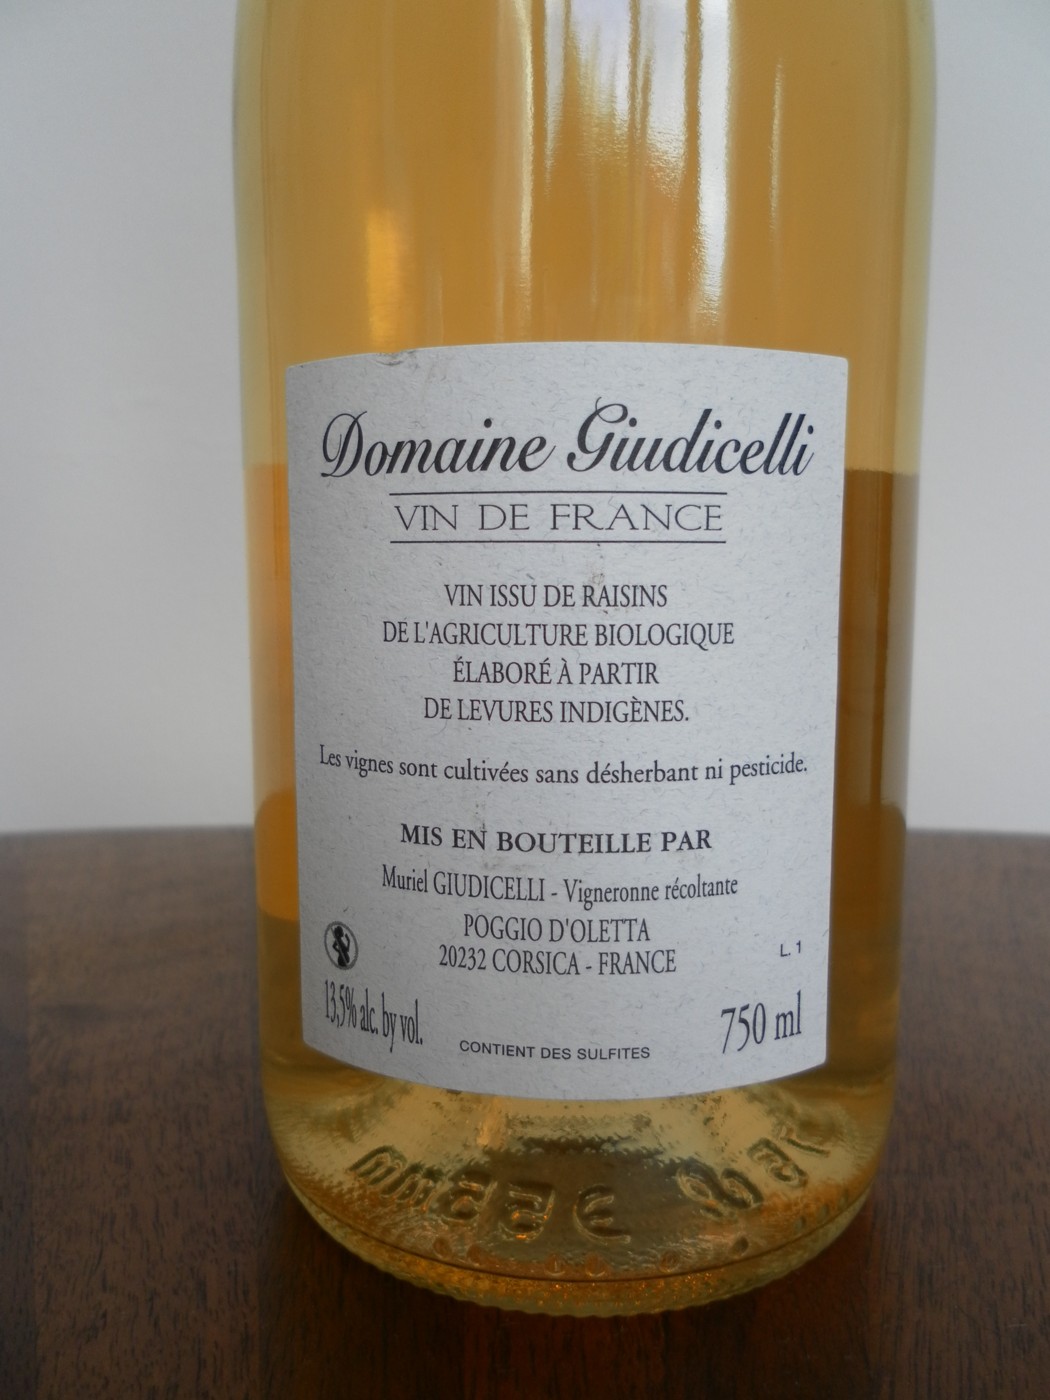 Domaine Giudicelli
VIN DE FRANCE
VIN ISSU DE RAISINS
DE L'AGRICULTURE BIOLOGIQUE
ÉLABORÉ À PARTIR
DE LEVURES INDIGÈNES.
Les vignes sont cultivées sans désherbant ni pesticide.
MIS EN BOUTEILLE PAR
Muriel GIUDICELLI - Vigneronne récoltante
POGGIO D'OLETTA
20232 CORSICA - FRANCE
L. 1
13,5% alc. by vol.
CONTIENT DES SULFITES
750 ml